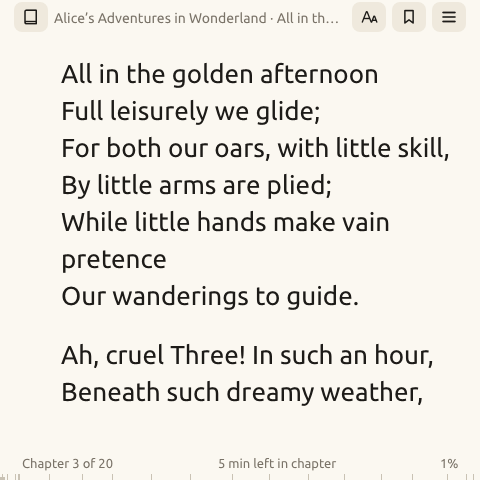 Alice’s Adventures in Wonderland · All in th…
AA
All in the golden afternoon
Full leisurely we glide;
For both our oars, with little skill,
By little arms are plied;
While little hands make vain
pretence
Our wanderings to guide.
Ah, cruel Three! In such an hour,
Beneath such dreamy weather,
Chapter 3 of 20
5 min left in chapter
1%